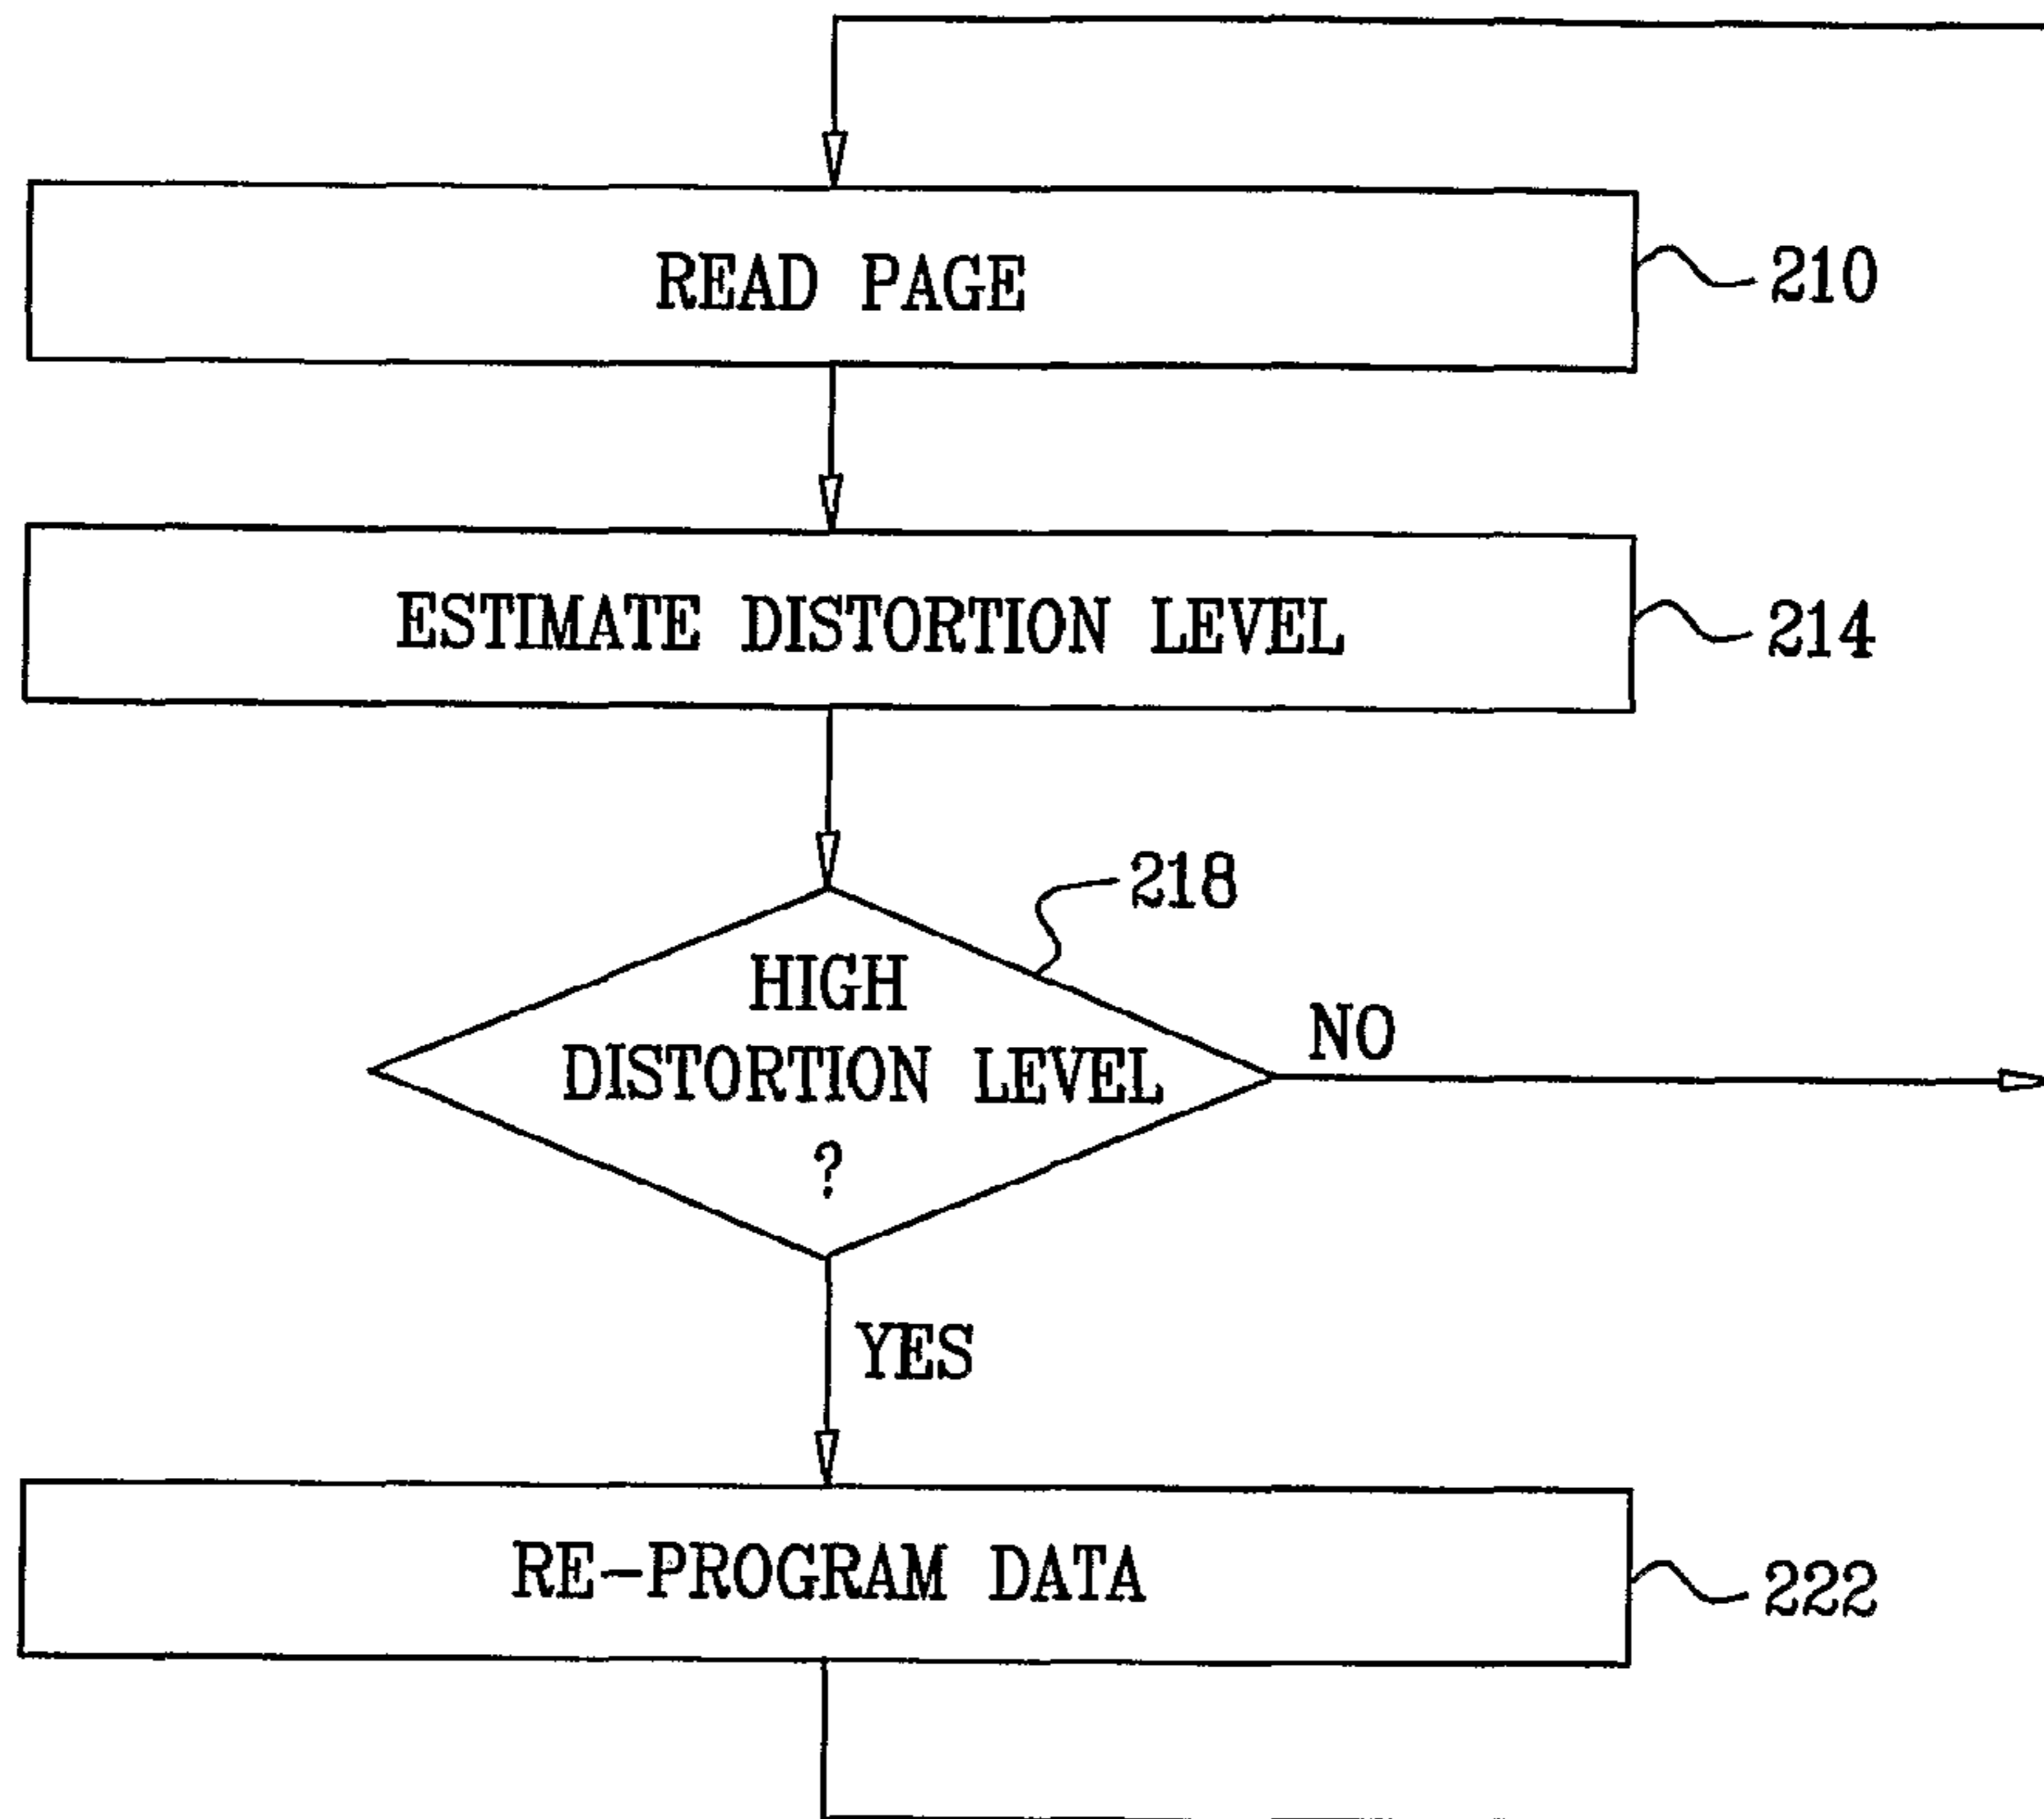 READ PAGE
210
ESTIMATE DISTORTION LEVEL
214
218
HIGH
DISTORTION LEVEL
?
NO
YES
RE-PROGRAM DATA
222